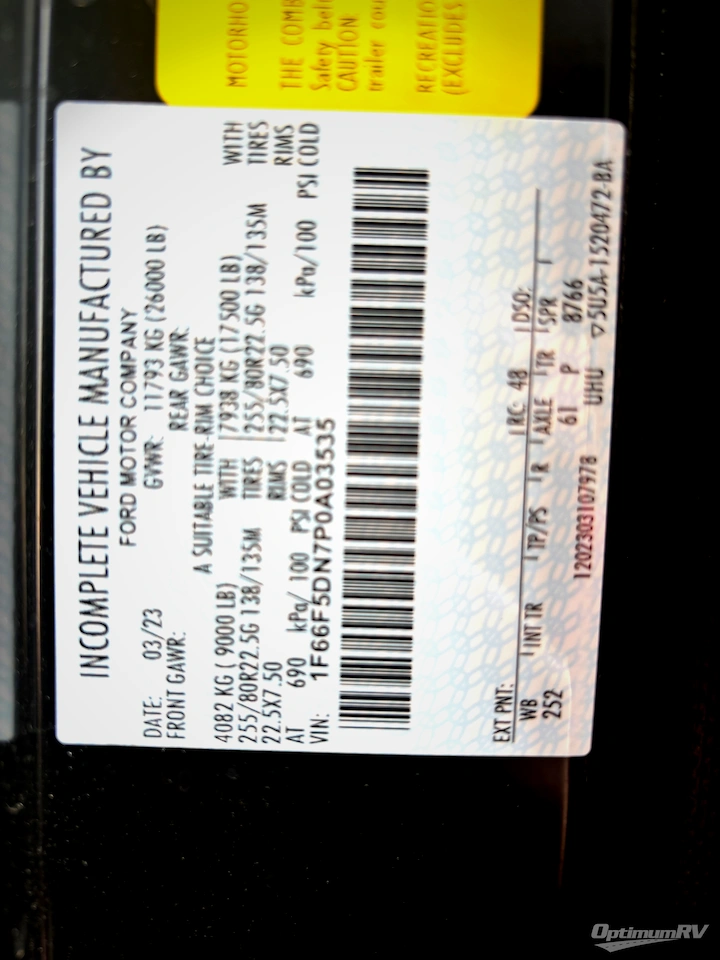 MOTORHO
THE COMB
Safety belt
CAUTION
trailer cou
RECREATIO
(EXCLUDES
INCOMPLETE VEHICLE MANUFACTURED BY
FORD MOTOR COMPANY
DATE: 03/23 GVWR: 11793 KG (26000 LB)
FRONT GAWR: REAR GAWR:
A SUITABLE TIRE-RIM CHOICE
4082 KG ( 9000 LB) WITH 7938 KG (17500 LB) WITH
255/80R22.5G 138/135M TIRES 255/80R22.5G 138/135M TIRES
22.5X7.50 RIMS 22.5X7.50 RIMS
AT 690 kPa/ 100 PSI COLD AT 690 kPa/100 PSI COLD
VIN: 1F66F5DN7P0A03535
EXT PNT: RC: 48 DSO:
WB INT TR TP/PS R AXLE TR SPR
252 61 P 8766
1202303107978 UHU ▽5U5A-1520472-BA
OptimumRV